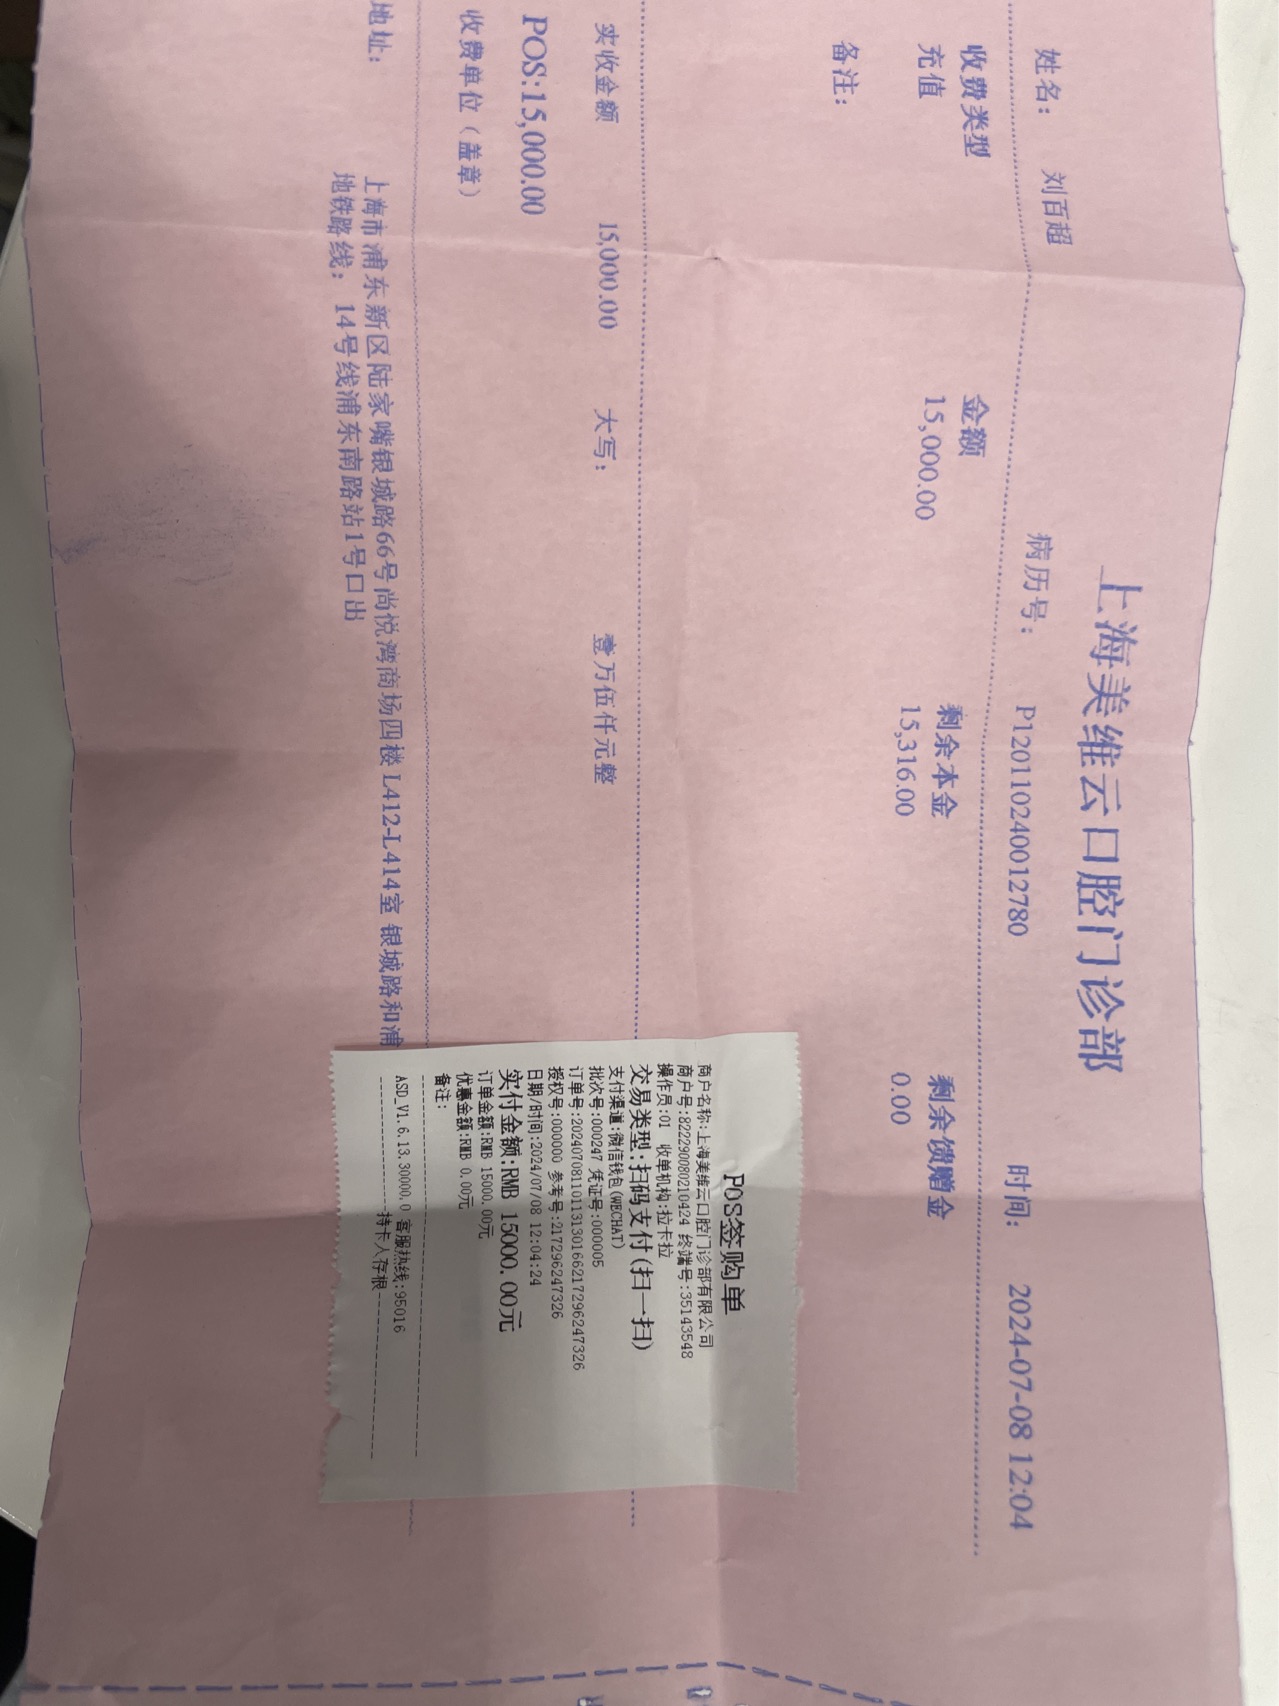 上海美维云口腔门诊部
姓名： 刘百超 病历号： P120110240012780 时间： 2024-07-08 12:04
收费类型 金额 剩余本金 剩余馈赠金
充值 15,000.00 15,316.00 0.00
备注：
实收金额 15,000.00 大写： 壹万伍仟元整
POS:15,000.00
收费单位（盖章）
地址： 上海市浦东新区陆家嘴银城路66号尚悦湾商场四楼 L412-L414室 银城路和浦
地铁路线： 14号线浦东南路站1号口出
POS签购单
商户名称:上海美维云口腔门诊部有限公司
商户号:822290080210424 终端号:35143548
操作员:01 收单机构:拉卡拉
交易类型:扫码支付(扫一扫)
支付渠道:微信钱包(WECHAT)
批次号:000247 凭证号:000005
订单号:20240708110113130166217296247326
授权号:000000 参考号:217296247326
日期/时间:2024/07/08 12:04:24
实付金额:RMB 15000.00元
订单金额:RMB 15000.00元
优惠金额:RMB 0.00元
备注:
ASD_V1.6.13.30000.0 客服热线:95016
持卡人存根